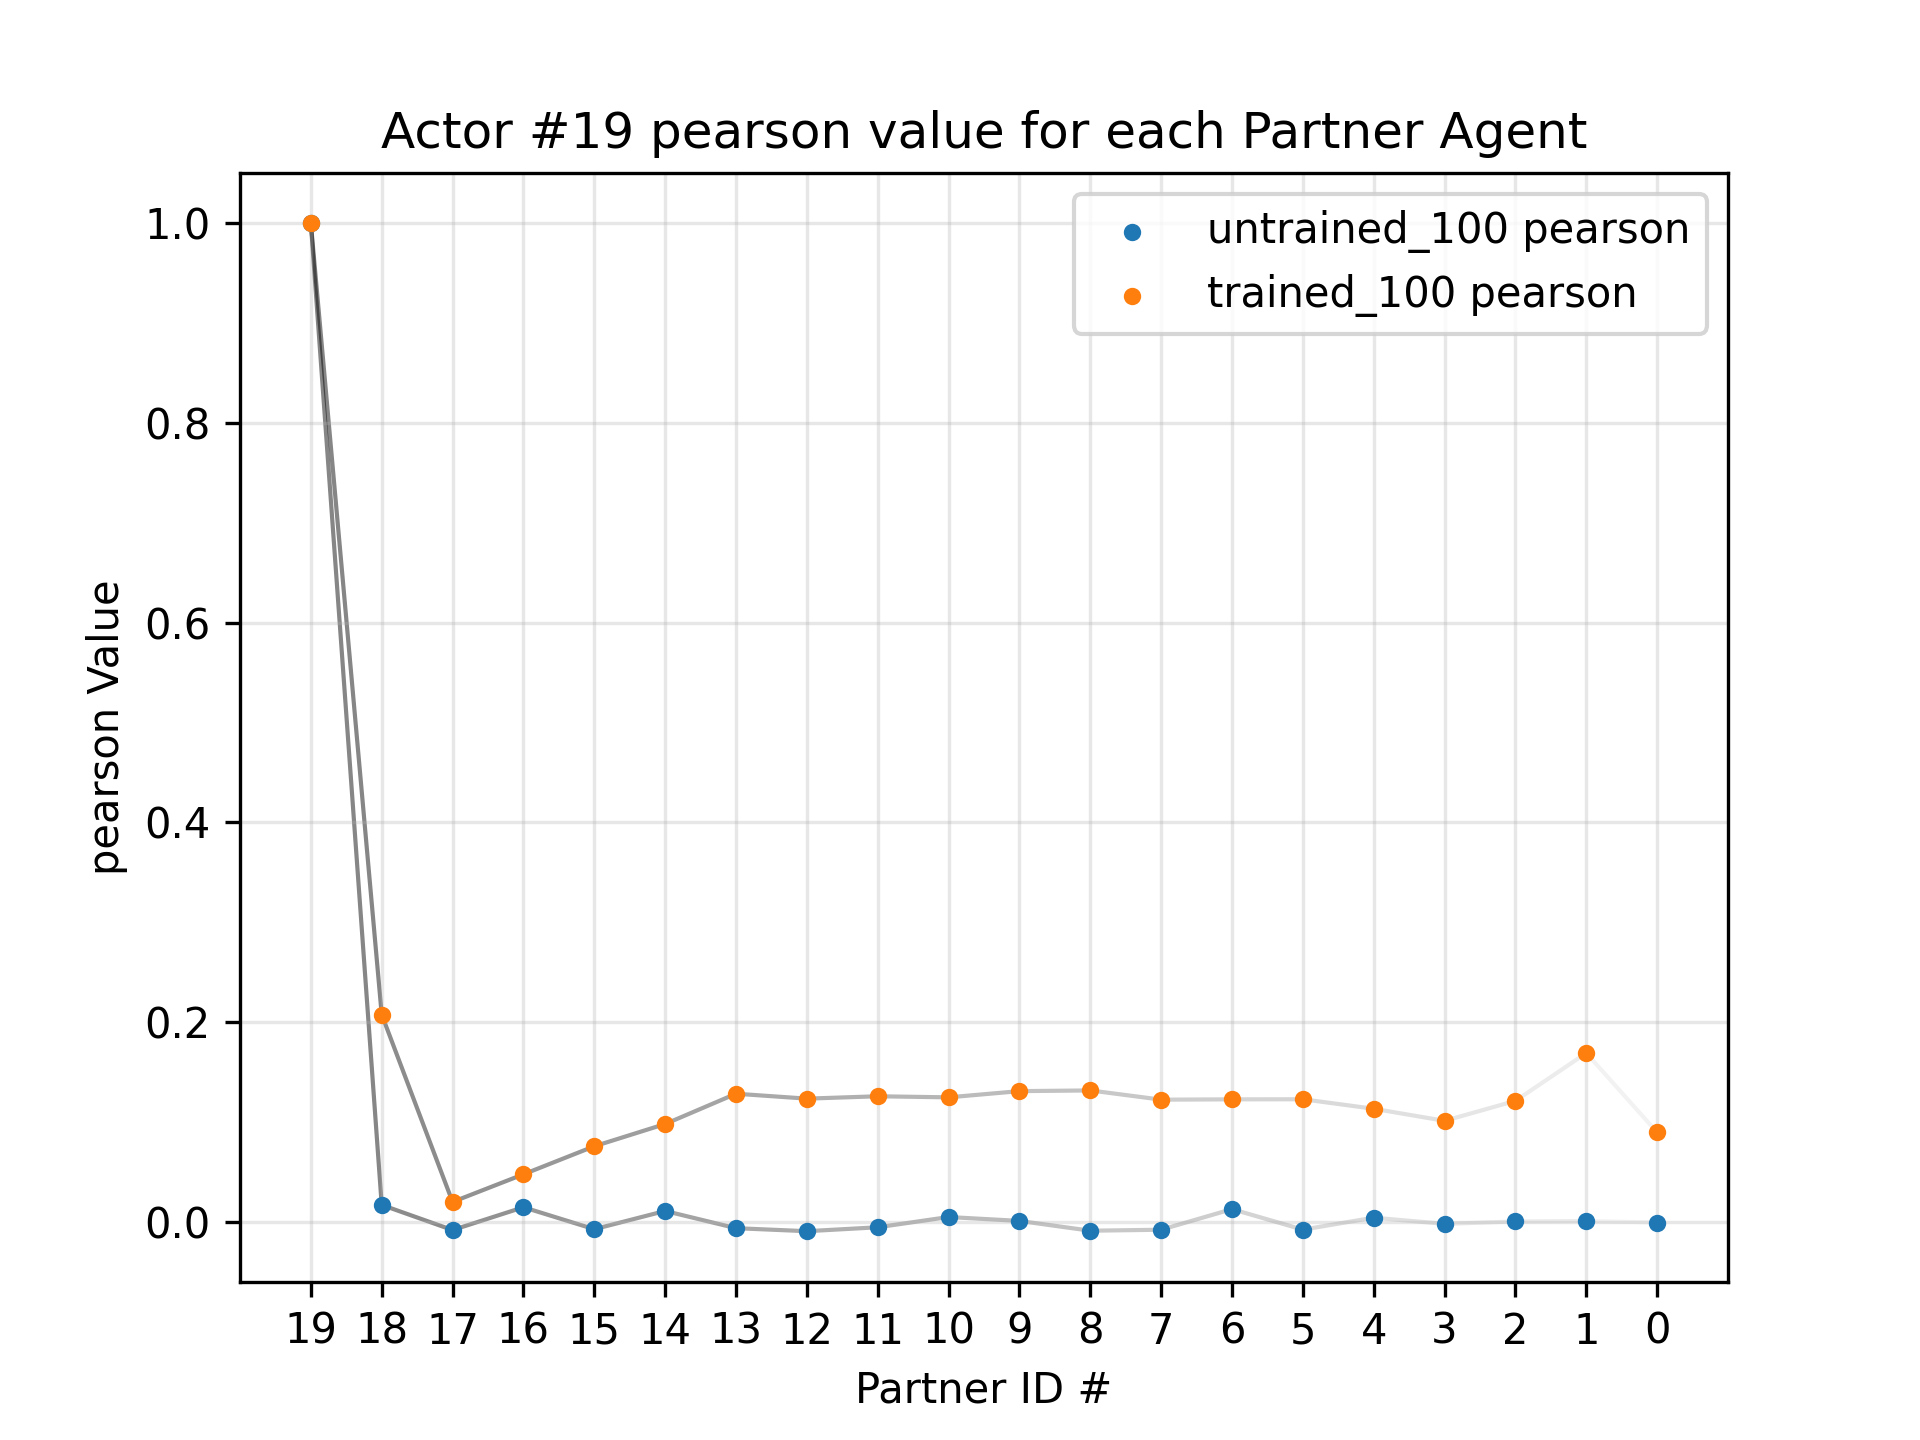 Actor #19 pearson value for each Partner Agent
untrained_100 pearson
trained_100 pearson
pearson Value
1.0
0.8
0.6
0.4
0.2
0.0
19 18 17 16 15 14 13 12 11 10 9 8 7 6 5 4 3 2 1 0
Partner ID #